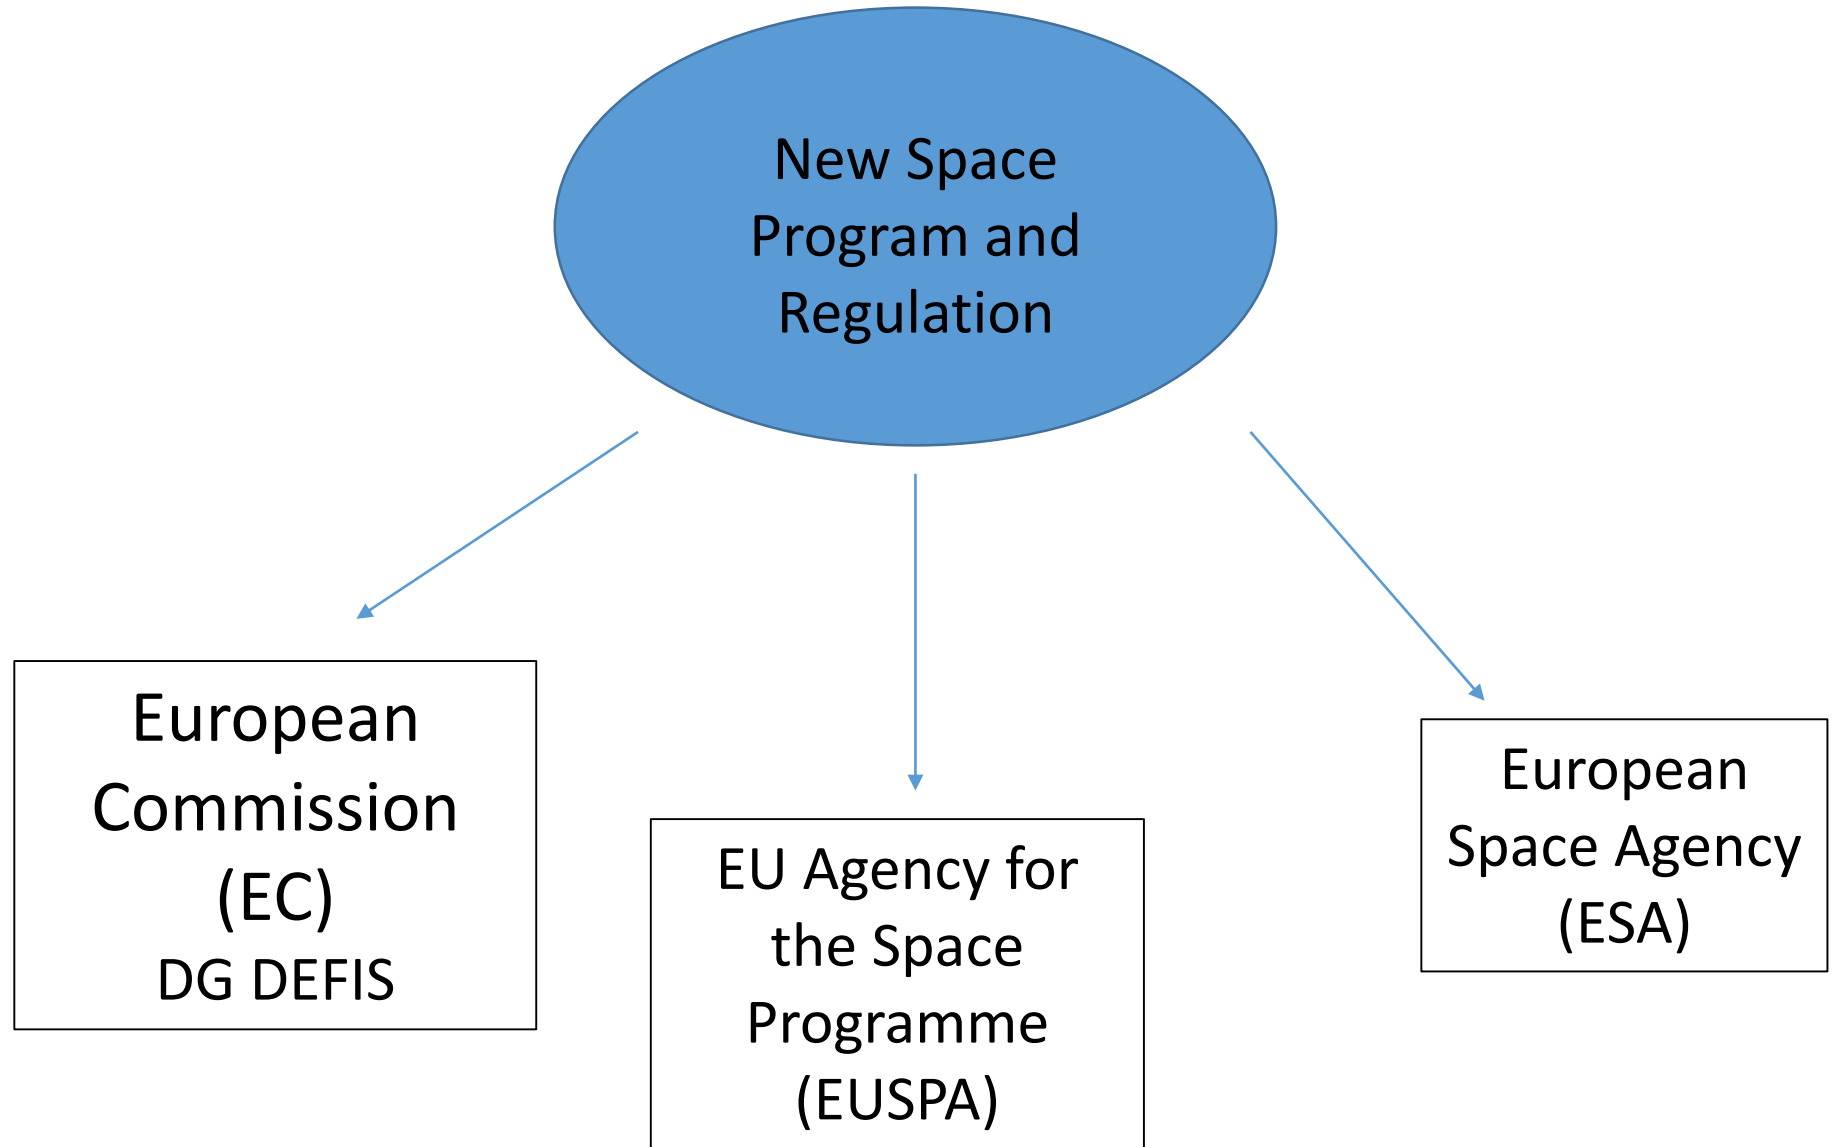 New Space
Program and
Regulation
European
Commission
(EC)
DG DEFIS
EU Agency for
the Space
Programme
(EUSPA)
European
Space Agency
(ESA)